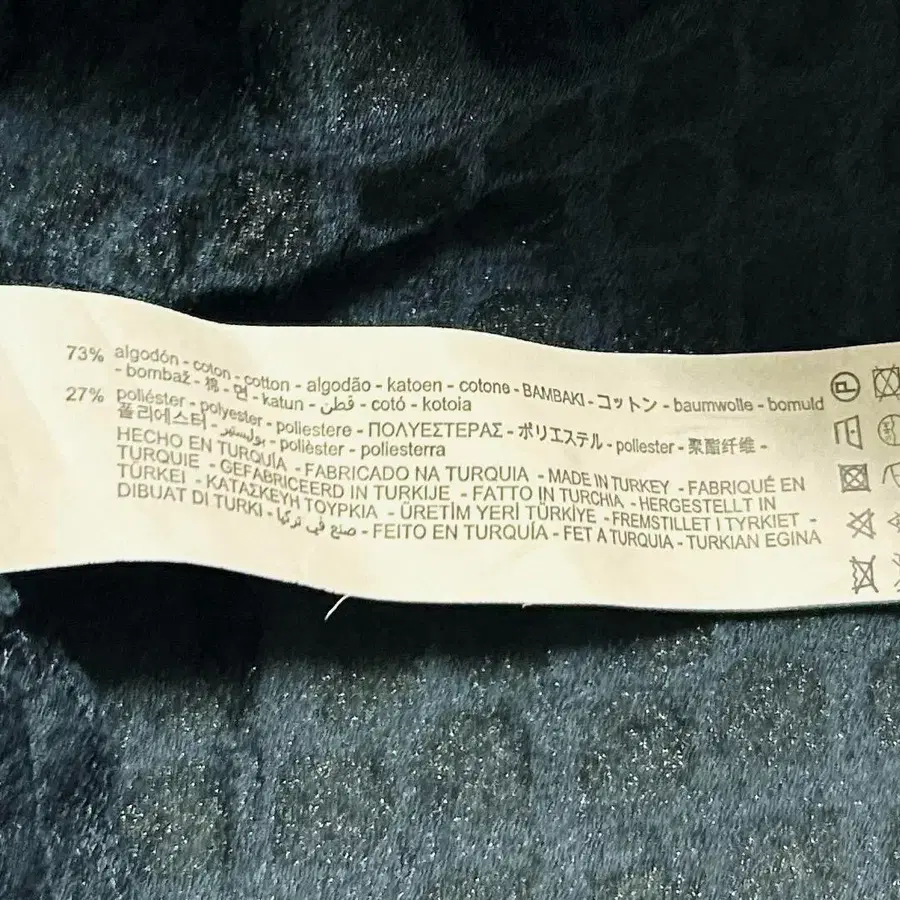 73% algodón - coton - cotton - algodão - katoen - cotone - BAMBAKI - コットン - baumwolle - bomuld
- bombaž - 棉 - 면 - katun - قطن - cotó - kotoia
27% poliéster - polyester - poliestere - ΠΟΛΥΕΣΤΕΡΑΣ - ポリエステル - poliester - 聚酯纤维 -
폴리에스터 - بوليستير - polièster - poliesterra
HECHO EN TURQUÍA - FABRICADO NA TURQUIA - MADE IN TURKEY - FABRIQUÉ EN
TURQUIE - GEFABRICEERD IN TURKIJE - FATTO IN TURCHIA - HERGESTELLT IN
TÜRKEI - ΚΑΤΑΣΚΕΥΗ ΤΟΥΡΚΙΑ - ÜRETİM YERİ TÜRKİYE - FREMSTILLET I TYRKIET -
DIBUAT DI TURKI - صنع في تركيا - FEITO EN TURQUÍA - FET A TURQUIA - TURKIAN EGINA